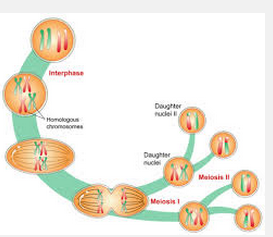 Interphase
Homologous
chromosomes
Daughter
nuclei II
Daughter
nuclei
Meiosis II
Meiosis I